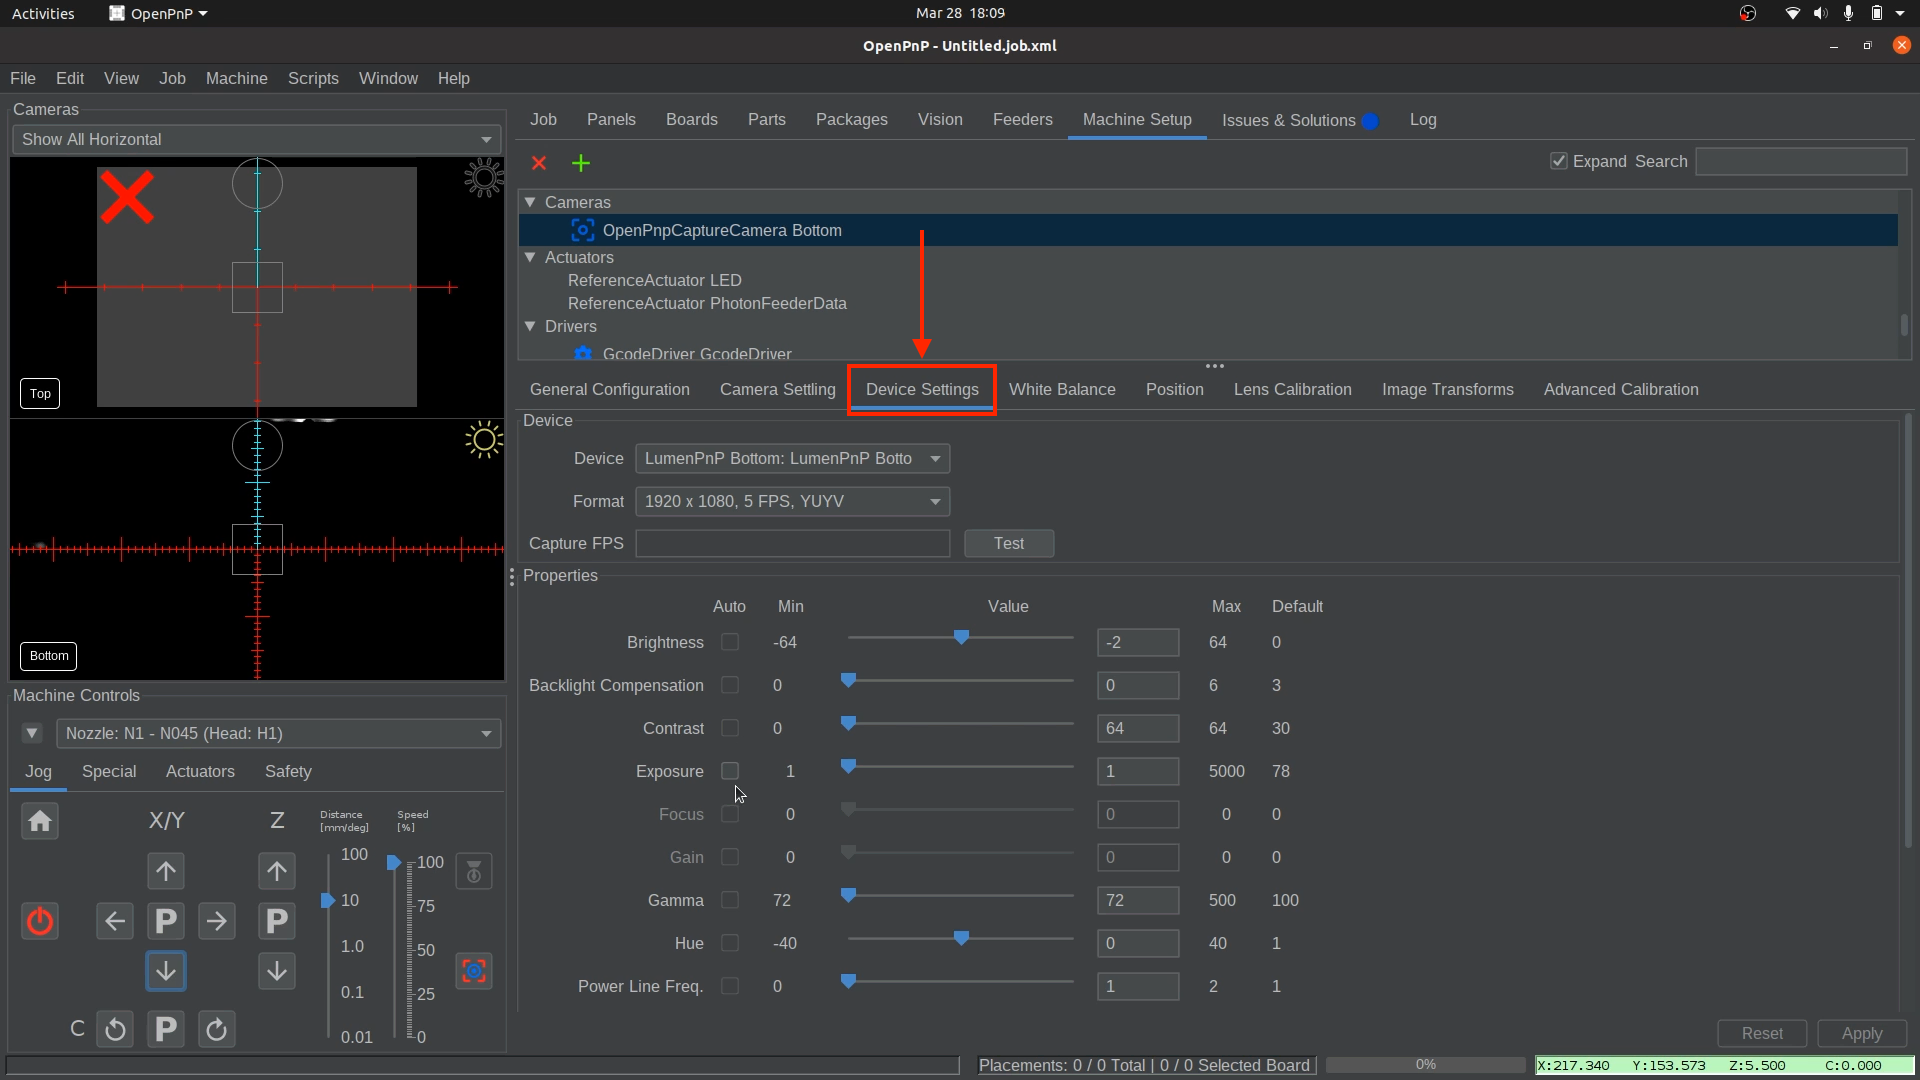 Activities OpenPnP Mar 28 18:09
OpenPnP - Untitled.job.xml
File Edit View Job Machine Scripts Window Help
Cameras
Show All Horizontal
Top
Bottom
Machine Controls
Nozzle: N1 - N045 (Head: H1)
Jog Special Actuators Safety
X/Y Z Distance [mm/deg] Speed [%]
100 100
10 75
P P
1.0 50
0.1 25
0.01 0
C P
Job Panels Boards Parts Packages Vision Feeders Machine Setup Issues & Solutions Log
Expand Search
Cameras
OpenPnpCaptureCamera Bottom
Actuators
ReferenceActuator LED
ReferenceActuator PhotonFeederData
Drivers
GcodeDriver GcodeDriver
General Configuration Camera Settling Device Settings White Balance Position Lens Calibration Image Transforms Advanced Calibration
Device
Device LumenPnP Bottom: LumenPnP Botto
Format 1920 x 1080, 5 FPS, YUYV
Capture FPS Test
Properties
Auto Min Value Max Default
Brightness -64 -2 64 0
Backlight Compensation 0 0 6 3
Contrast 0 64 64 30
Exposure 1 1 5000 78
Focus 0 0 0 0
Gain 0 0 0 0
Gamma 72 72 500 100
Hue -40 0 40 1
Power Line Freq. 0 1 2 1
Reset Apply
Placements: 0 / 0 Total | 0 / 0 Selected Board 0% X:217.340 Y:153.573 Z:5.500 C:0.000